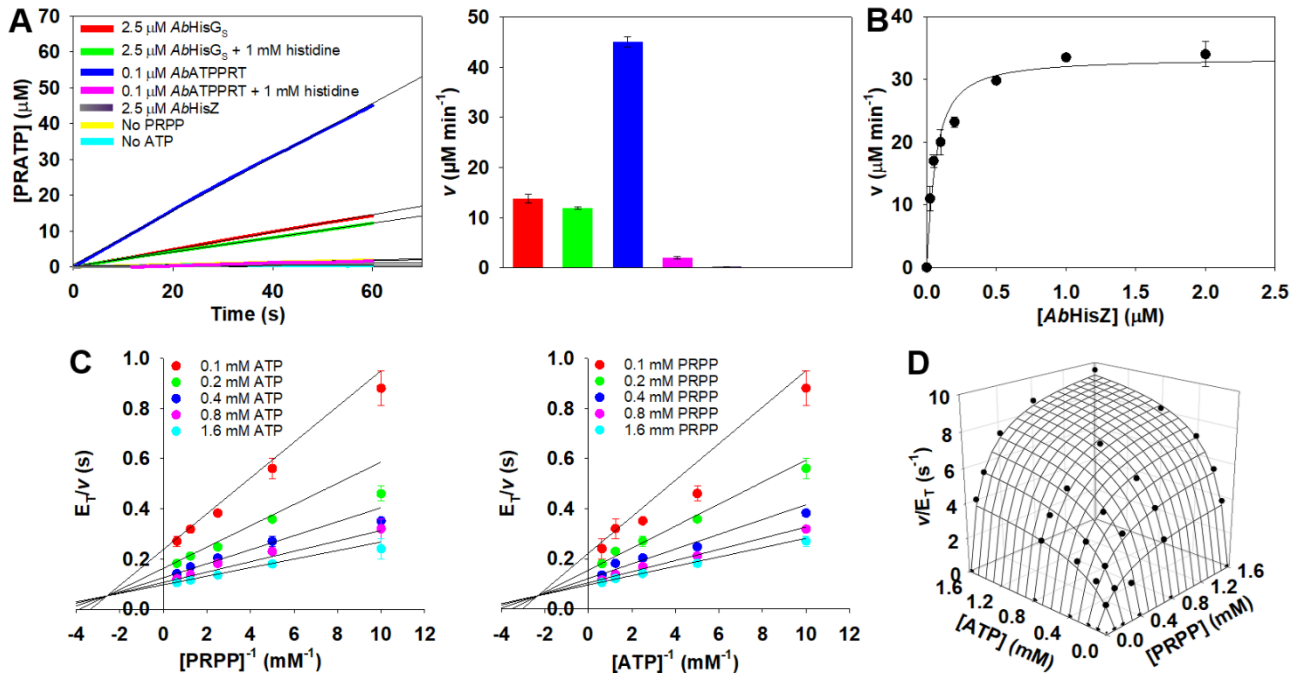 A
70
60
50
40
30
20
10
0
[PRATP] (μM)
2.5 μM AbHisGS
2.5 μM AbHisGS + 1 mM histidine
0.1 μM AbATPPRT
0.1 μM AbATPPRT + 1 mM histidine
2.5 μM AbHisZ
No PRPP
No ATP
0 20 40 60
Time (s)
50
40
30
20
10
0
v (μM min-1)
B
40
30
20
10
0
v (μM min-1)
0.0 0.5 1.0 1.5 2.0 2.5
[AbHisZ] (μM)
C
1.0
0.8
0.6
0.4
0.2
0.0
ET/v (s)
0.1 mM ATP
0.2 mM ATP
0.4 mM ATP
0.8 mM ATP
1.6 mM ATP
-4 -2 0 2 4 6 8 10 12
[PRPP]-1 (mM-1)
1.0
0.8
0.6
0.4
0.2
0.0
ET/v (s)
0.1 mM PRPP
0.2 mM PRPP
0.4 mM PRPP
0.8 mM PRPP
1.6 mm PRPP
-4 -2 0 2 4 6 8 10 12
[ATP]-1 (mM-1)
D
10
8
6
4
2
0
v/ET (s-1)
1.6
1.2
0.8
0.4
0.0
[ATP] (mM)
0.0
0.4
0.8
1.2
1.6
[PRPP] (mM)